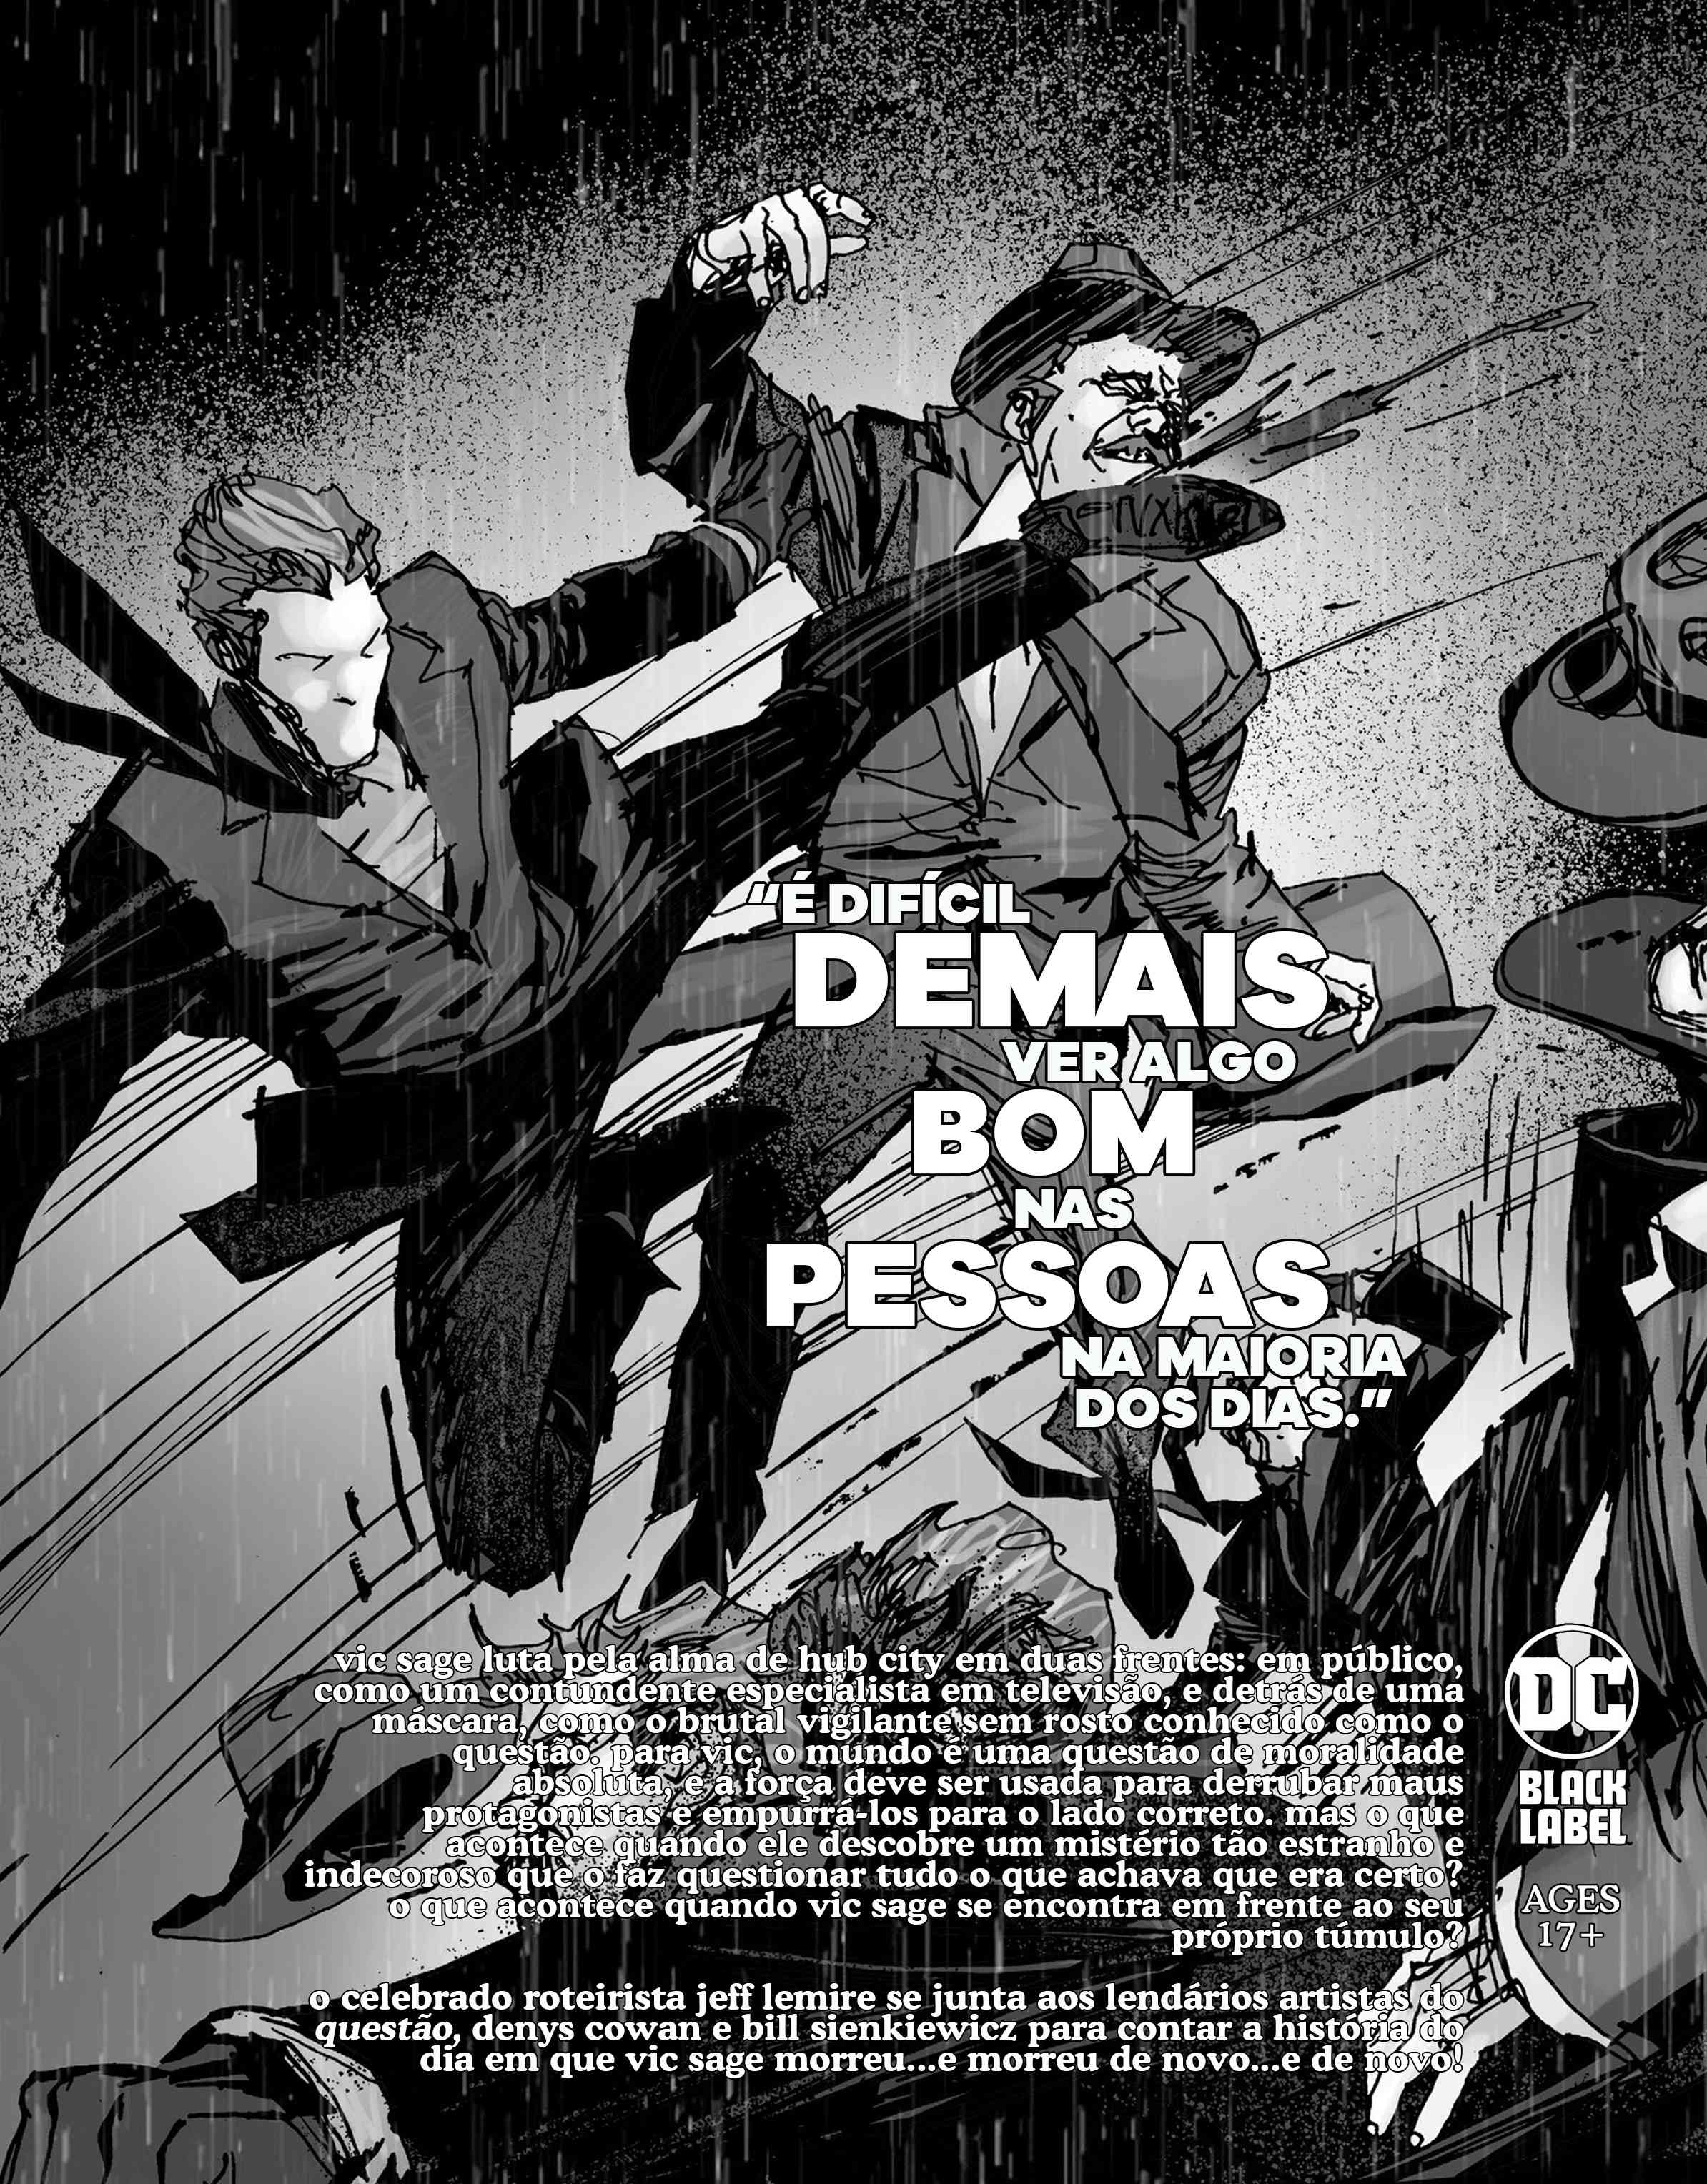 “É DIFÍCIL
DEMAIS
VER ALGO
BOM
NAS
PESSOAS
NA MAIORIA
DOS DIAS.”
vic sage luta pela alma de hub city em duas frentes: em público,
como um contundente especialista em televisão, e detrás de uma
máscara, como o brutal vigilante sem rosto conhecido como o
questão. para vic, o mundo é uma questão de moralidade
absoluta, e a força deve ser usada para derrubar maus
protagonistas e empurrá-los para o lado correto. mas o que
acontece quando ele descobre um mistério tão estranho e
indecoroso que o faz questionar tudo o que achava que era certo?
o que acontece quando vic sage se encontra em frente ao seu
próprio túmulo?
o celebrado roteirista jeff lemire se junta aos lendários artistas do
questão, denys cowan e bill sienkiewicz para contar a história do
dia em que vic sage morreu...e morreu de novo...e de novo!
DC
BLACK
LABEL
AGES
17+